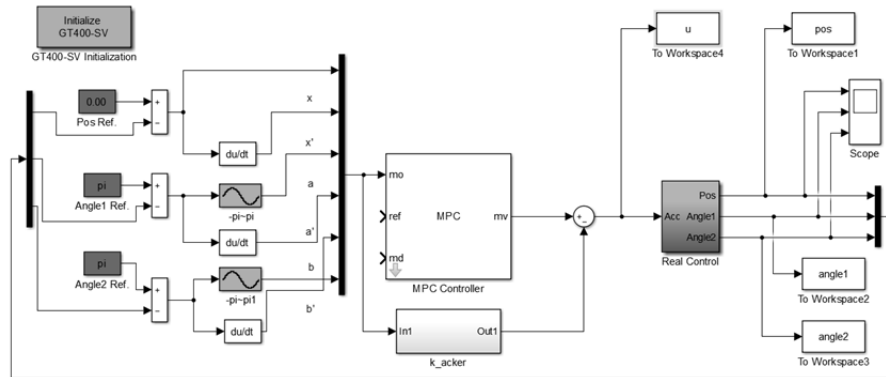 Initialize
GT400-SV
GT400-SV Initialization
u
To Workspace4
pos
To Workspace1
0.00
+
−
Pos Ref.
x
du/dt
x'
Scope
pi
+
−
Angle1 Ref.
-pi~pi
a
du/dt
a'
mo
ref
md
MPC
mv
MPC Controller
+
−
Acc
Pos
Angle1
Angle2
Real Control
pi
+
−
Angle2 Ref.
-pi~pi1
b
du/dt
b'
In1
Out1
k_acker
angle1
To Workspace2
angle2
To Workspace3